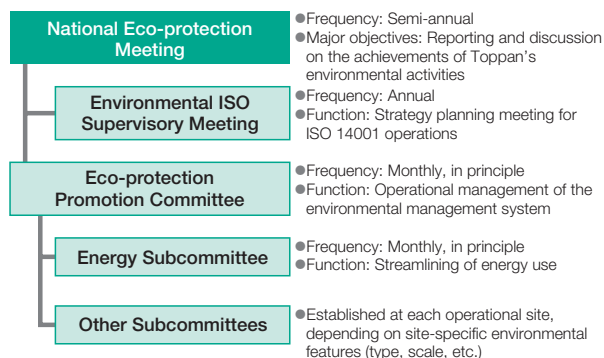 National Eco-protection
Meeting
●Frequency: Semi-annual
●Major objectives: Reporting and discussion
on the achievements of Toppan's
environmental activities
Environmental ISO
Supervisory Meeting
●Frequency: Annual
●Function: Strategy planning meeting for
ISO 14001 operations
Eco-protection
Promotion Committee
●Frequency: Monthly, in principle
●Function: Operational management of the
environmental management system
Energy Subcommittee
●Frequency: Monthly, in principle
●Function: Streamlining of energy use
Other Subcommittees
●Established at each operational site,
depending on site-specific environmental
features (type, scale, etc.)